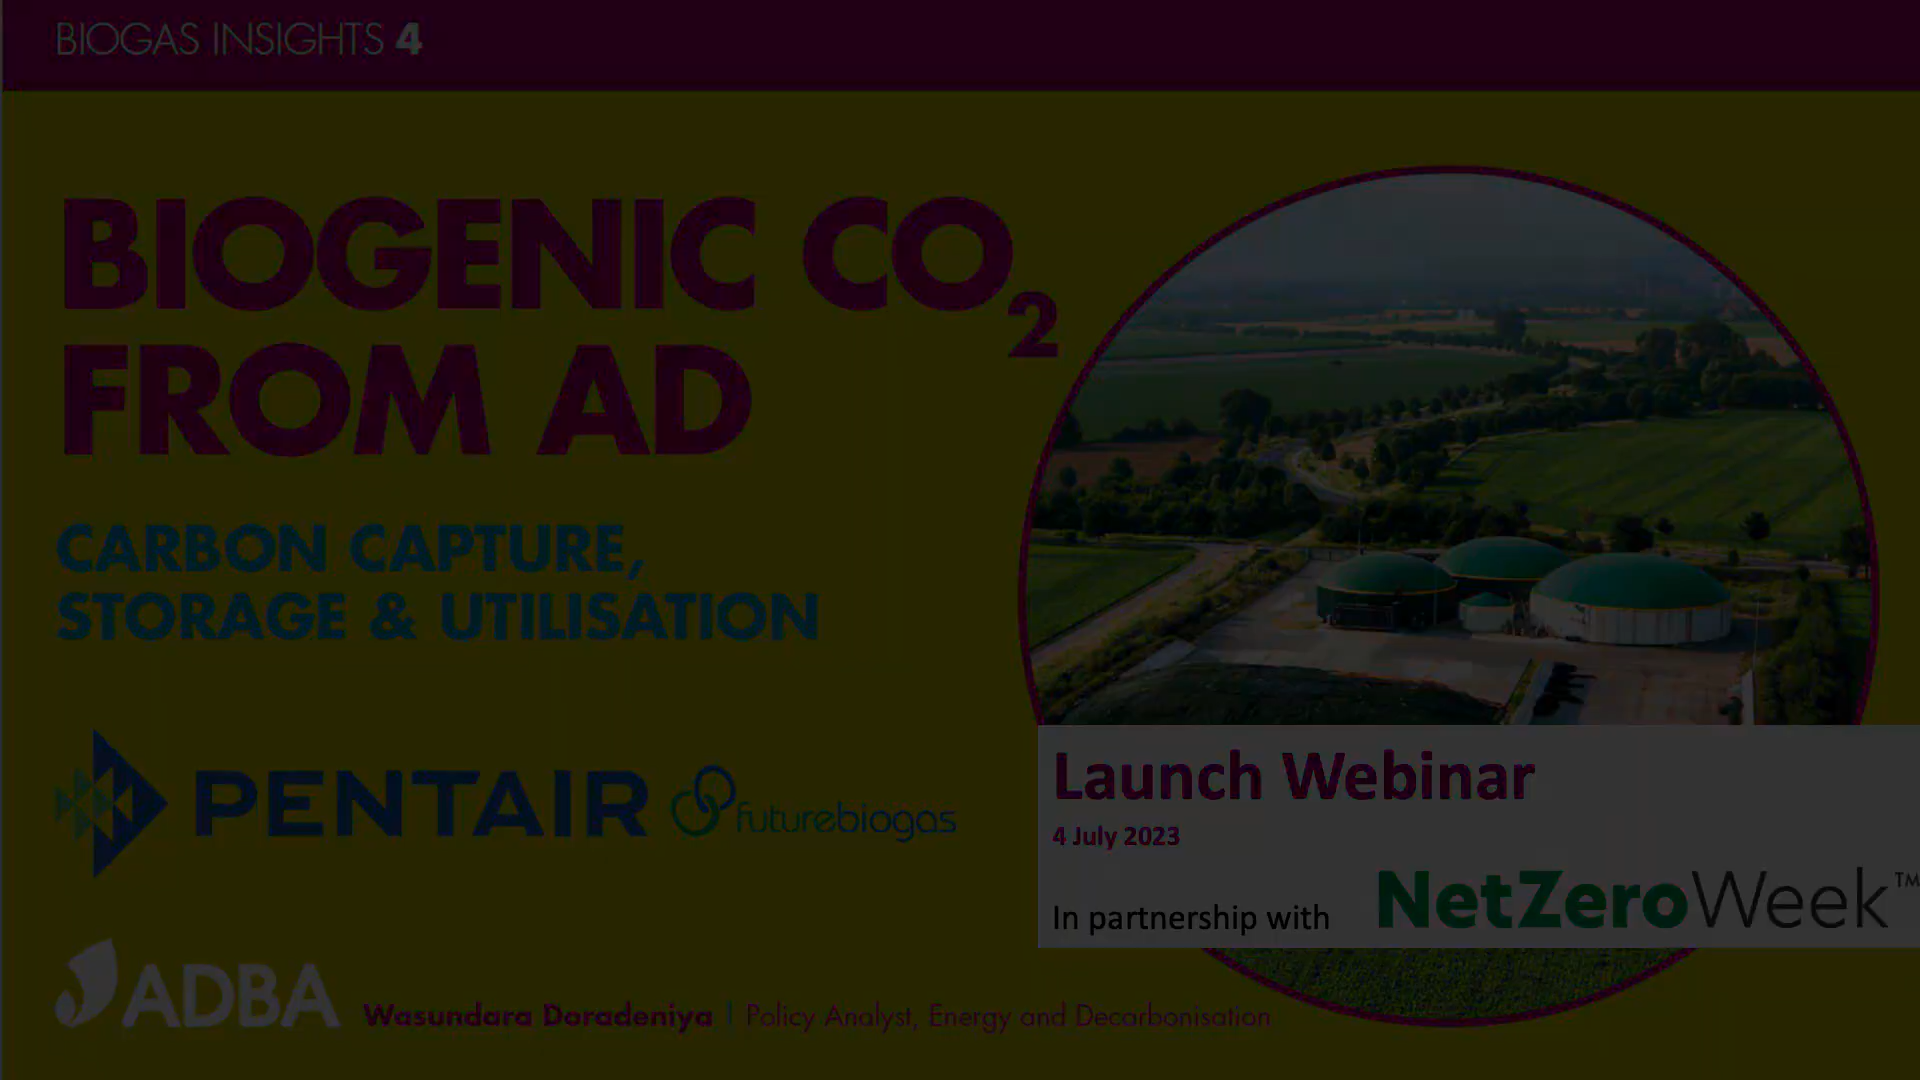 BIOGAS INSIGHTS 4
BIOGENIC CO2
FROM AD
CARBON CAPTURE,
STORAGE & UTILISATION
PENTAIR futurebiogas
Launch Webinar
4 July 2023
In partnership with NetZeroWeek™
ADBA Wasundara Doradeniya | Policy Analyst, Energy and Decarbonisation